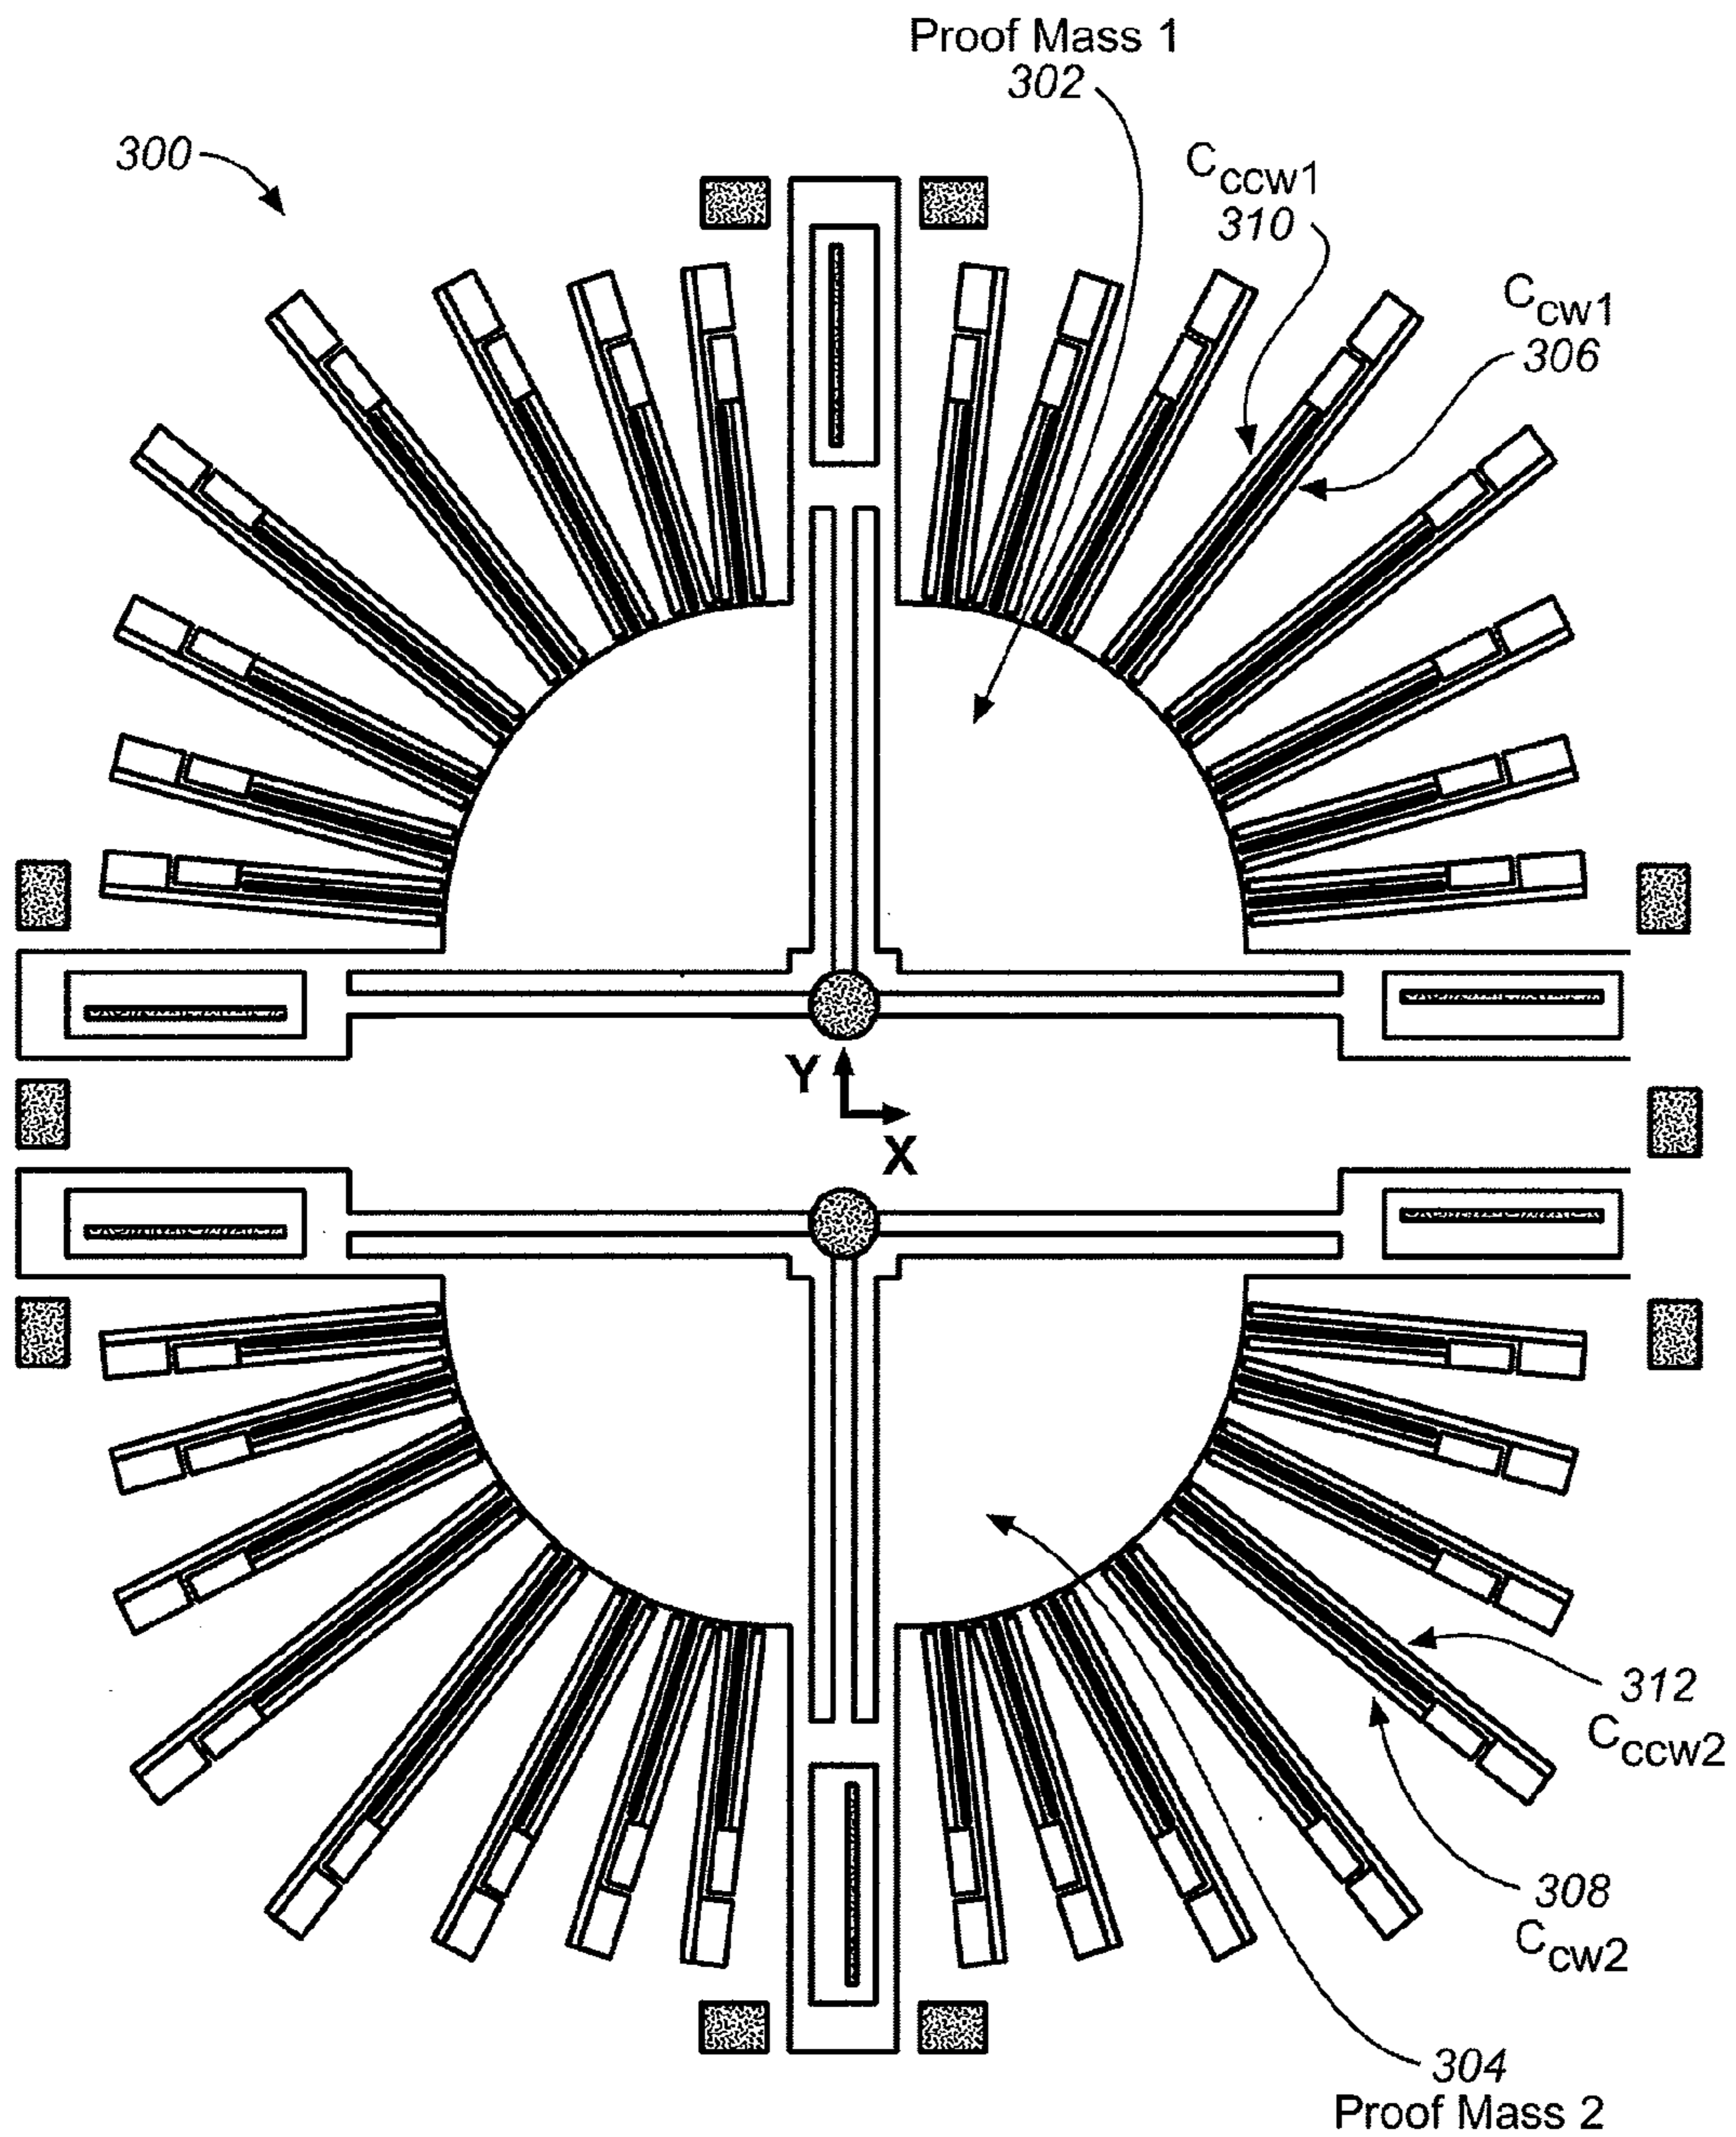 Proof Mass 1
302
300
Cccw1
310
Ccw1
306
Y
X
312
Cccw2
308
Ccw2
304
Proof Mass 2